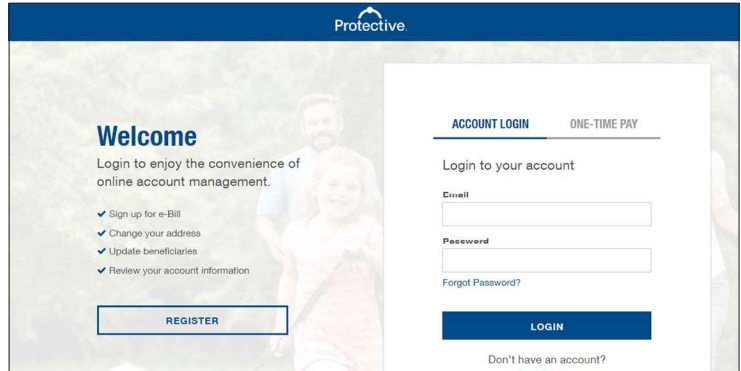 Protective
Welcome
Login to enjoy the convenience of
online account management.
Sign up for e-Bill
Change your address
Update beneficiaries
Review your account information
REGISTER
ACCOUNT LOGIN ONE-TIME PAY
Login to your account
Email
Password
Forgot Password?
LOGIN
Don't have an account?